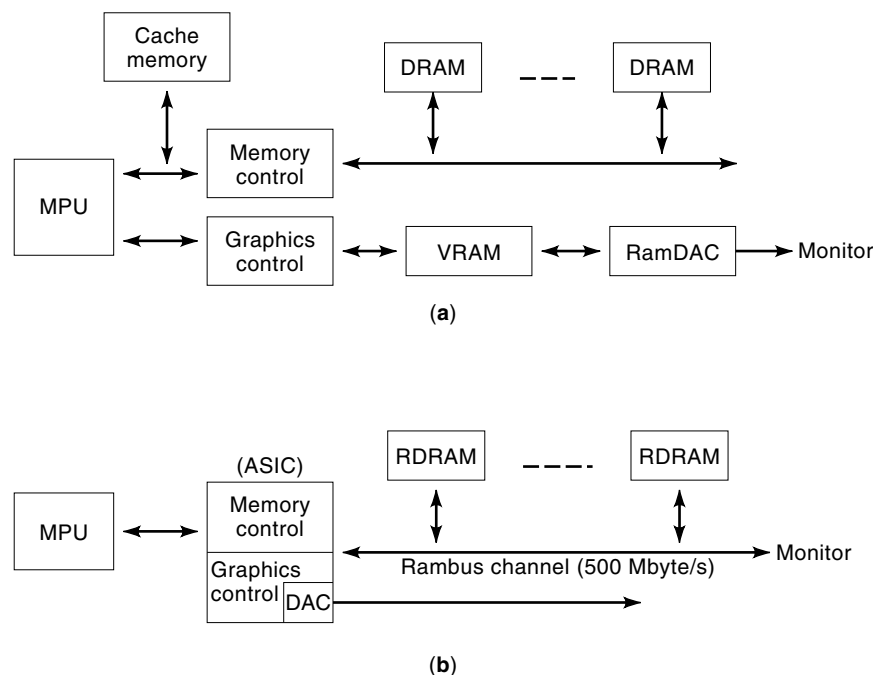 Cache
memory
DRAM
DRAM
MPU
Memory
control
Graphics
control
VRAM
RamDAC
Monitor
(a)
(ASIC)
RDRAM
RDRAM
MPU
Memory
control
Graphics
control
DAC
Rambus channel (500 Mbyte/s)
Monitor
(b)